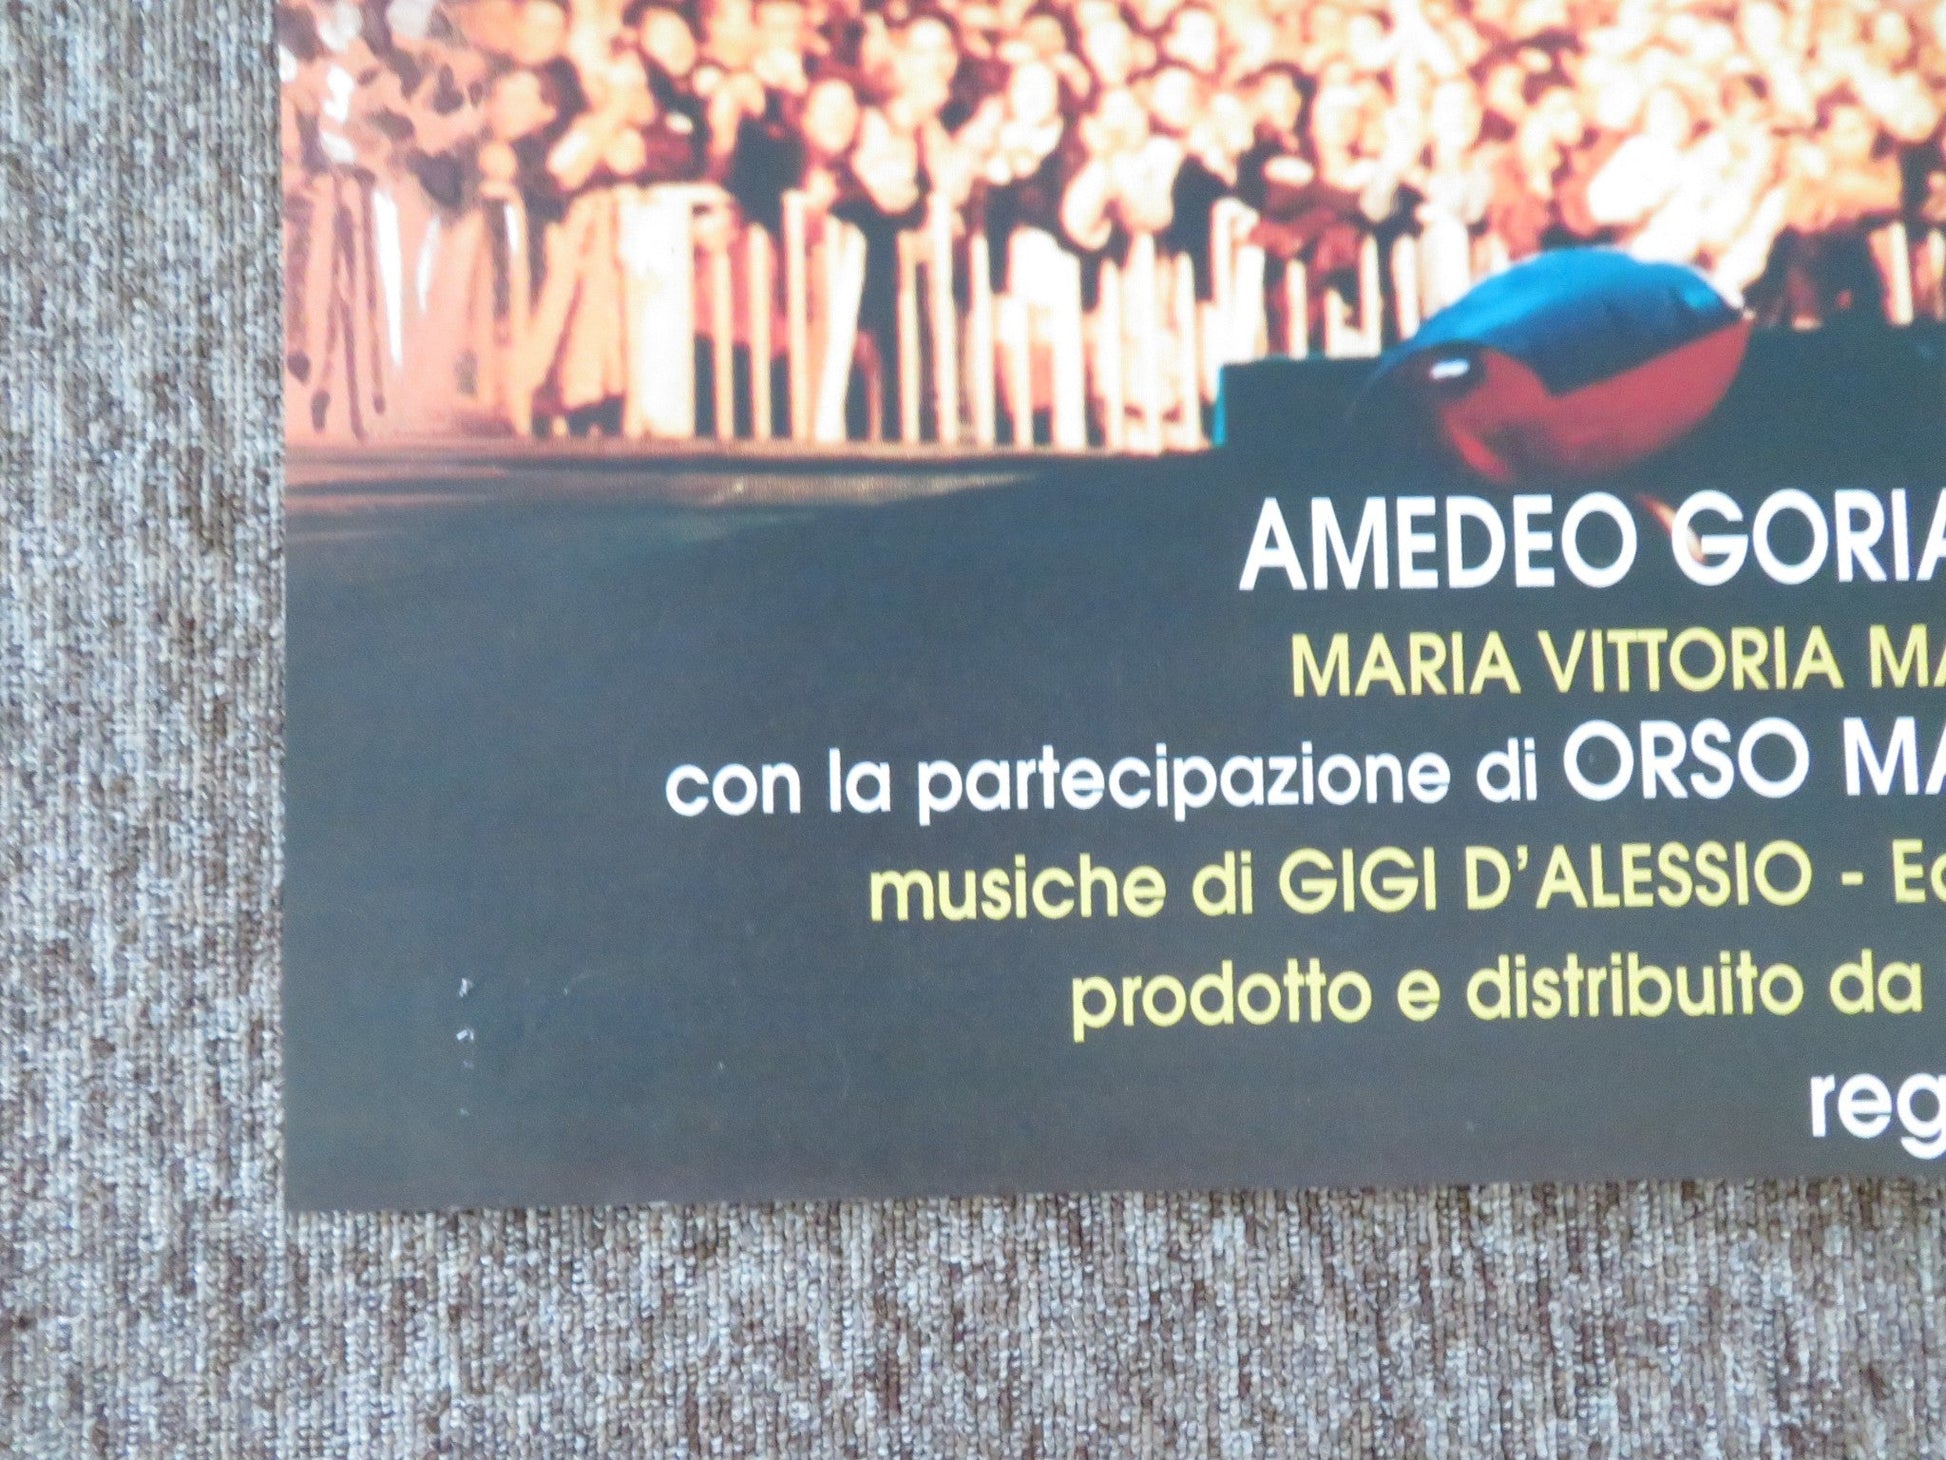 AMEDEO GORIA
MARIA VITTORIA MA
con la partecipazione di ORSO MA
musiche di GIGI D'ALESSIO - Ed
prodotto e distribuito da
reg